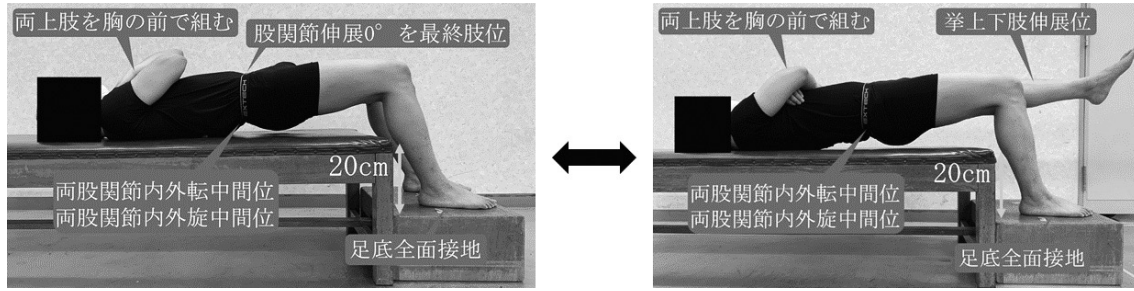 両上肢を胸の前で組む
股関節伸展0°を最終肢位
20cm
両股関節内外転中間位
両股関節内外旋中間位
足底全面接地
両上肢を胸の前で組む
挙上下肢伸展位
20cm
両股関節内外転中間位
両股関節内外旋中間位
足底全面接地